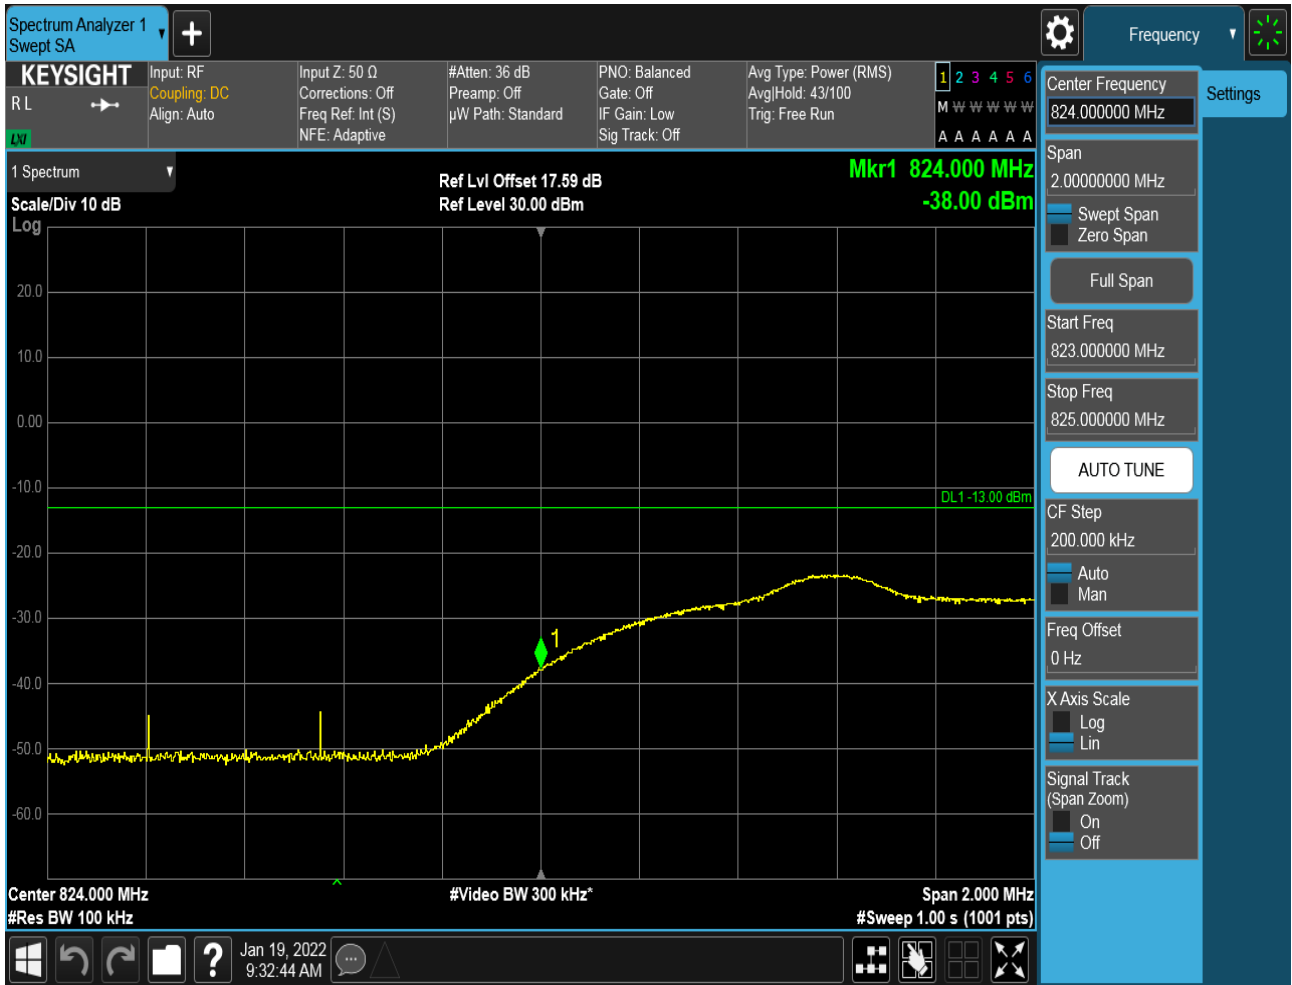 Spectrum Analyzer 1
Swept SA
Frequency
KEYSIGHT
R L
LXI
Input: RF
Coupling: DC
Align: Auto
Input Z: 50 Ω
Corrections: Off
Freq Ref: Int (S)
NFE: Adaptive
#Atten: 36 dB
Preamp: Off
µW Path: Standard
PNO: Balanced
Gate: Off
IF Gain: Low
Sig Track: Off
Avg Type: Power (RMS)
Avg|Hold: 43/100
Trig: Free Run
1 2 3 4 5 6
M W W W W W
A A A A A A
1 Spectrum
Scale/Div 10 dB
Log
Ref Lvl Offset 17.59 dB
Ref Level 30.00 dBm
Mkr1 824.000 MHz
-38.00 dBm
20.0
10.0
0.00
-10.0
DL1 -13.00 dBm
-20.0
-30.0
1
-40.0
-50.0
-60.0
Center 824.000 MHz
#Video BW 300 kHz*
Span 2.000 MHz
#Res BW 100 kHz
#Sweep 1.00 s (1001 pts)
Jan 19, 2022
9:32:44 AM
Center Frequency
824.000000 MHz
Settings
Span
2.00000000 MHz
Swept Span
Zero Span
Full Span
Start Freq
823.000000 MHz
Stop Freq
825.000000 MHz
AUTO TUNE
CF Step
200.000 kHz
Auto
Man
Freq Offset
0 Hz
X Axis Scale
Log
Lin
Signal Track
(Span Zoom)
On
Off